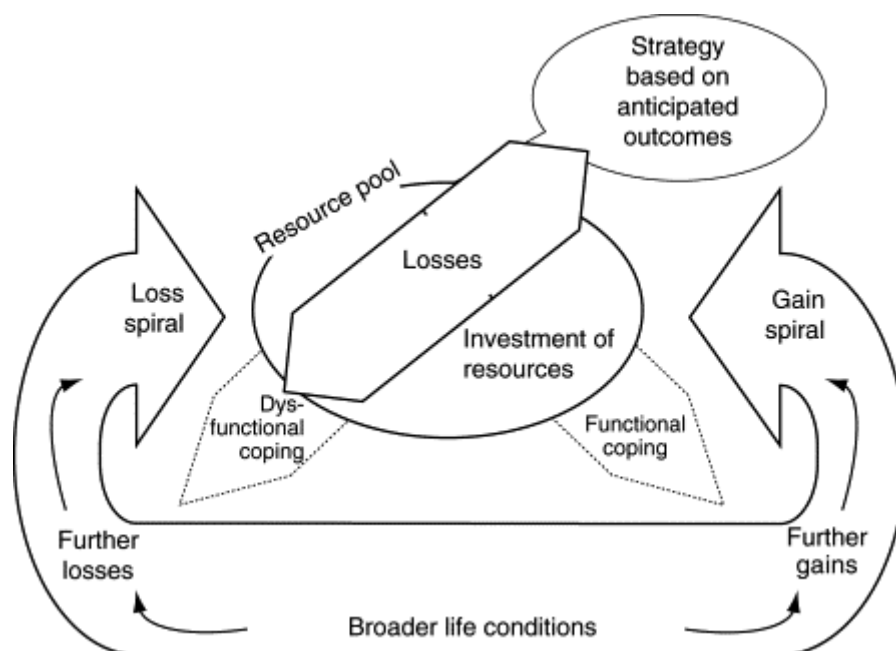 Strategy
based on
anticipated
outcomes
Resource pool
Losses
Loss
spiral
Gain
spiral
Investment of
resources
Dys-
functional
coping
Functional
coping
Further
losses
Further
gains
Broader life conditions